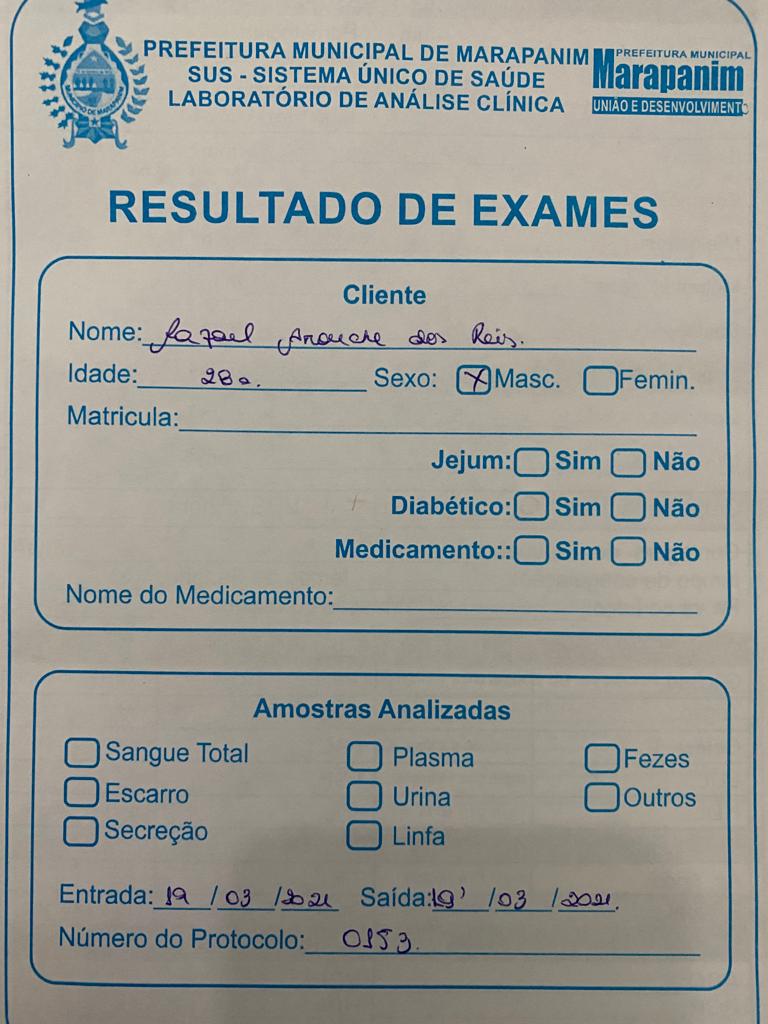 PREFEITURA MUNICIPAL DE MARAPANIM
SUS - SISTEMA ÚNICO DE SAÚDE
LABORATÓRIO DE ANÁLISE CLÍNICA
PREFEITURA MUNICIPAL
Marapanim
UNIÃO E DESENVOLVIMENTO
RESULTADO DE EXAMES
Cliente
Nome: dos Reis.
Idade: 28a. Sexo: X Masc. Femin.
Matricula:
Jejum: Sim Não
Diabético: Sim Não
Medicamento:: Sim Não
Nome do Medicamento:
Amostras Analizadas
Sangue Total Plasma Fezes
Escarro Urina Outros
Secreção Linfa
Entrada: 19 / 03 / 2021 Saída: 19 / 03 / 2021.
Número do Protocolo: 0153.